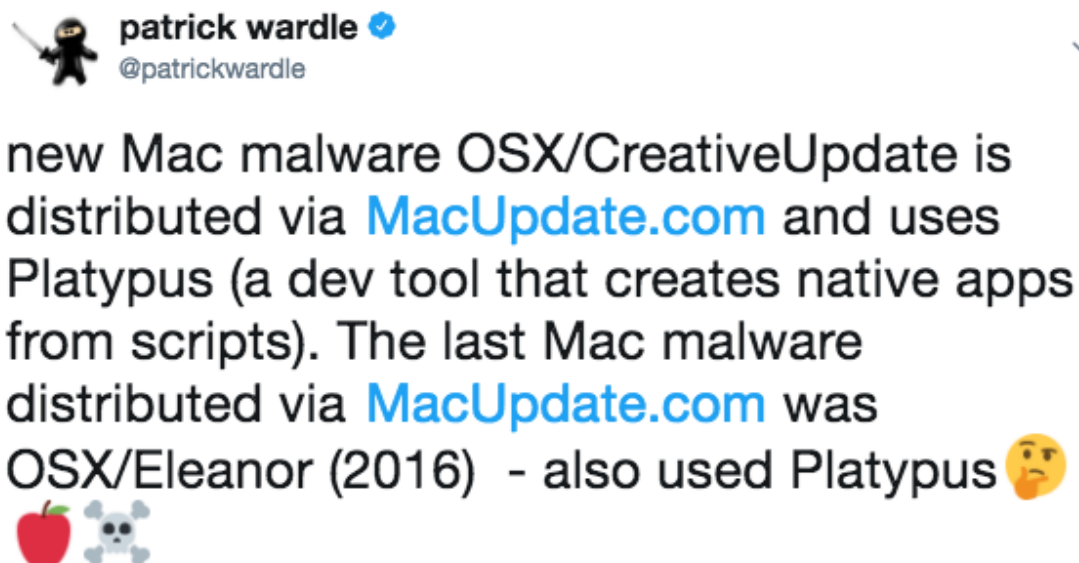 patrick wardle
@patrickwardle
new Mac malware OSX/CreativeUpdate is
distributed via MacUpdate.com and uses
Platypus (a dev tool that creates native apps
from scripts). The last Mac malware
distributed via MacUpdate.com was
OSX/Eleanor (2016)  - also used Platypus🤔
🍎☠️